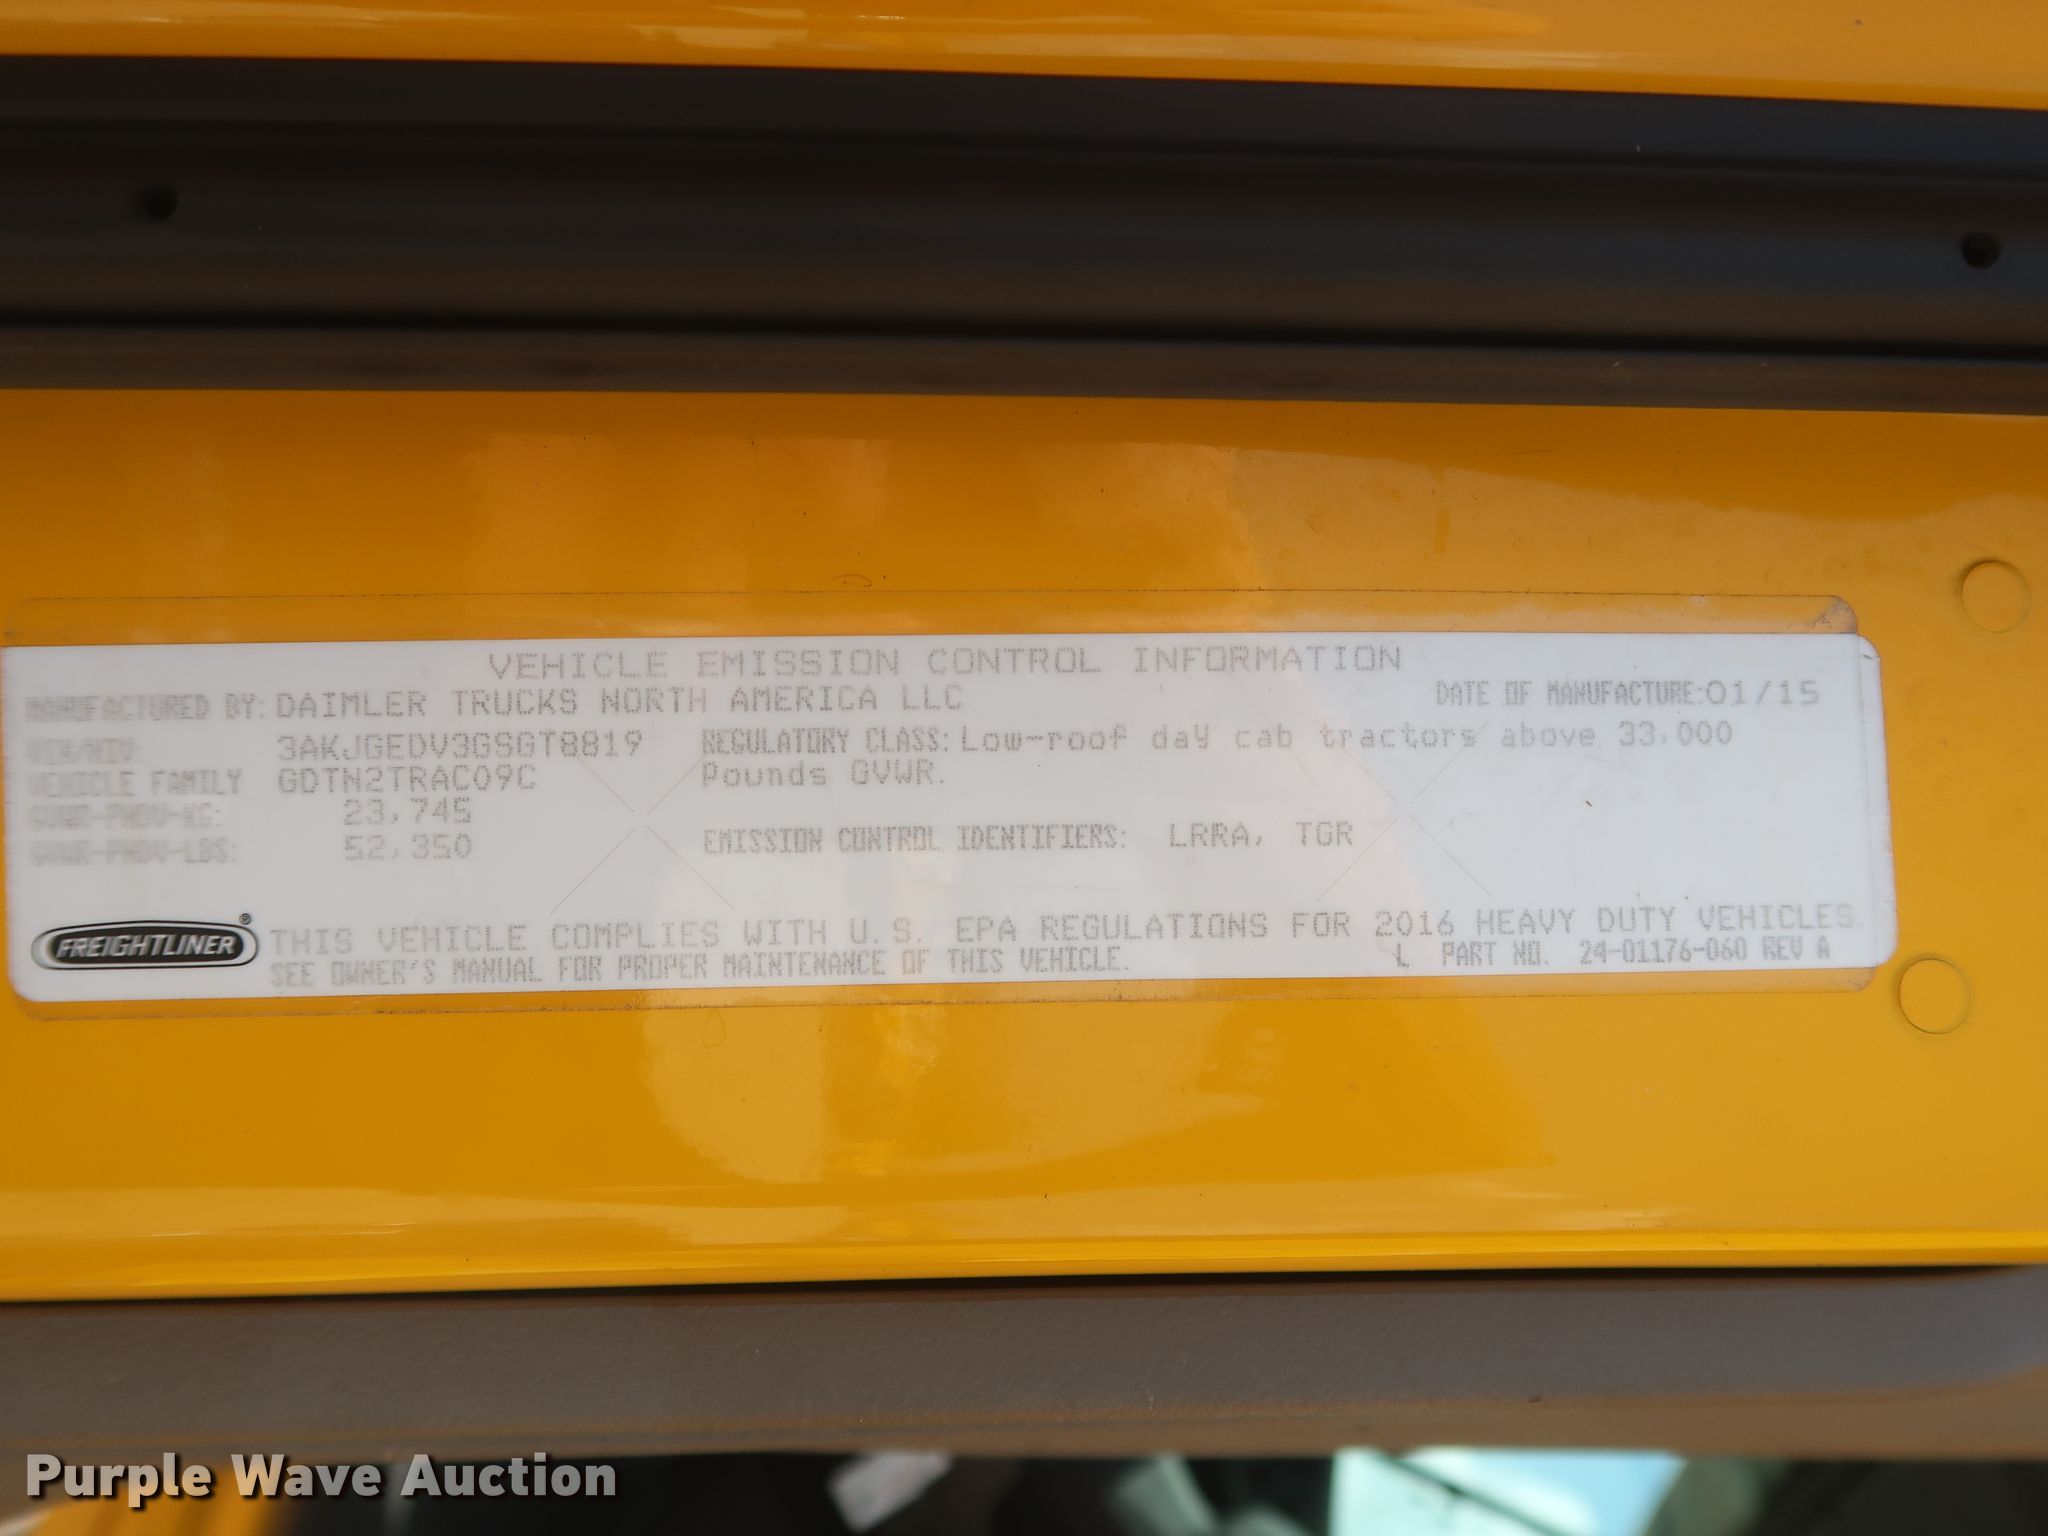 VEHICLE EMISSION CONTROL INFORMATION
MANUFACTURED BY: DAIMLER TRUCKS NORTH AMERICA LLC
DATE OF MANUFACTURE: 01/15
VIN/NIV: 3AKJGEDV3GSGT8819
REGULATORY CLASS: Low-roof day cab tractors above 33,000
VEHICLE FAMILY GDTN2TRAC09C
Pounds GVWR.
GVWR-PNBV-KG: 23,745
GVWR-PNBV-LBS: 52,350
EMISSION CONTROL IDENTIFIERS: LRRA, TGR
FREIGHTLINER®
THIS VEHICLE COMPLIES WITH U.S. EPA REGULATIONS FOR 2016 HEAVY DUTY VEHICLES.
SEE OWNER'S MANUAL FOR PROPER MAINTENANCE OF THIS VEHICLE.
L PART NO. 24-01176-060 REV A
Purple Wave Auction